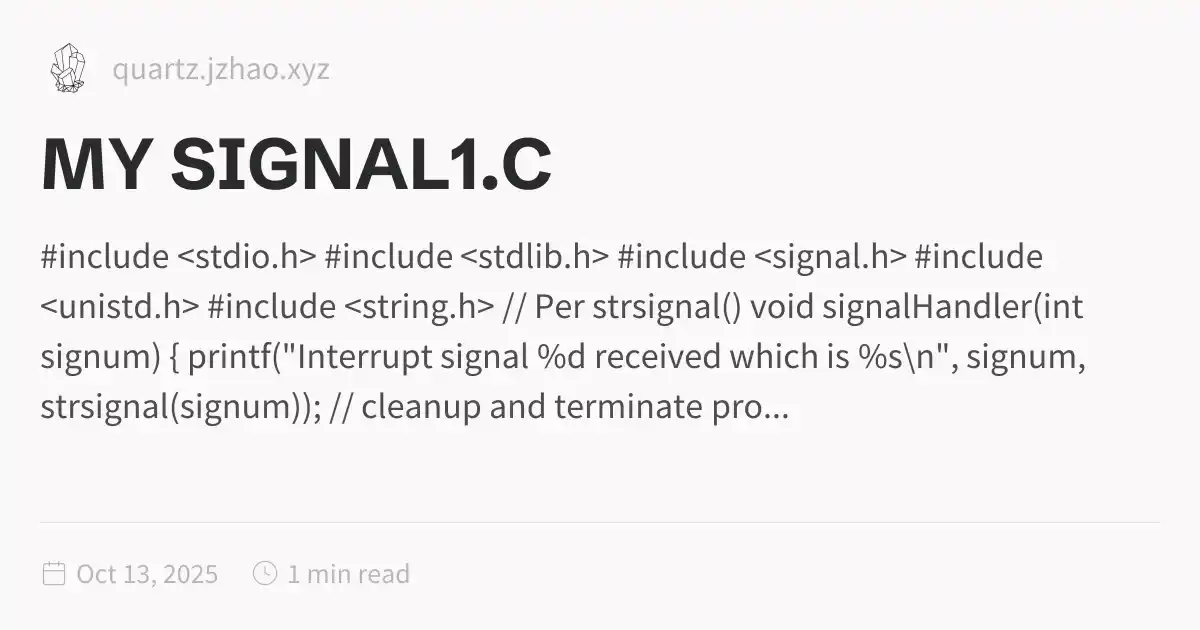 quartz.jzhao.xyz
MY SIGNAL1.C
#include <stdio.h> #include <stdlib.h> #include <signal.h> #include
<unistd.h> #include <string.h> // Per strsignal() void signalHandler(int
signum) { printf("Interrupt signal %d received which is %s\n", signum,
strsignal(signum)); // cleanup and terminate pro...
Oct 13, 2025 1 min read